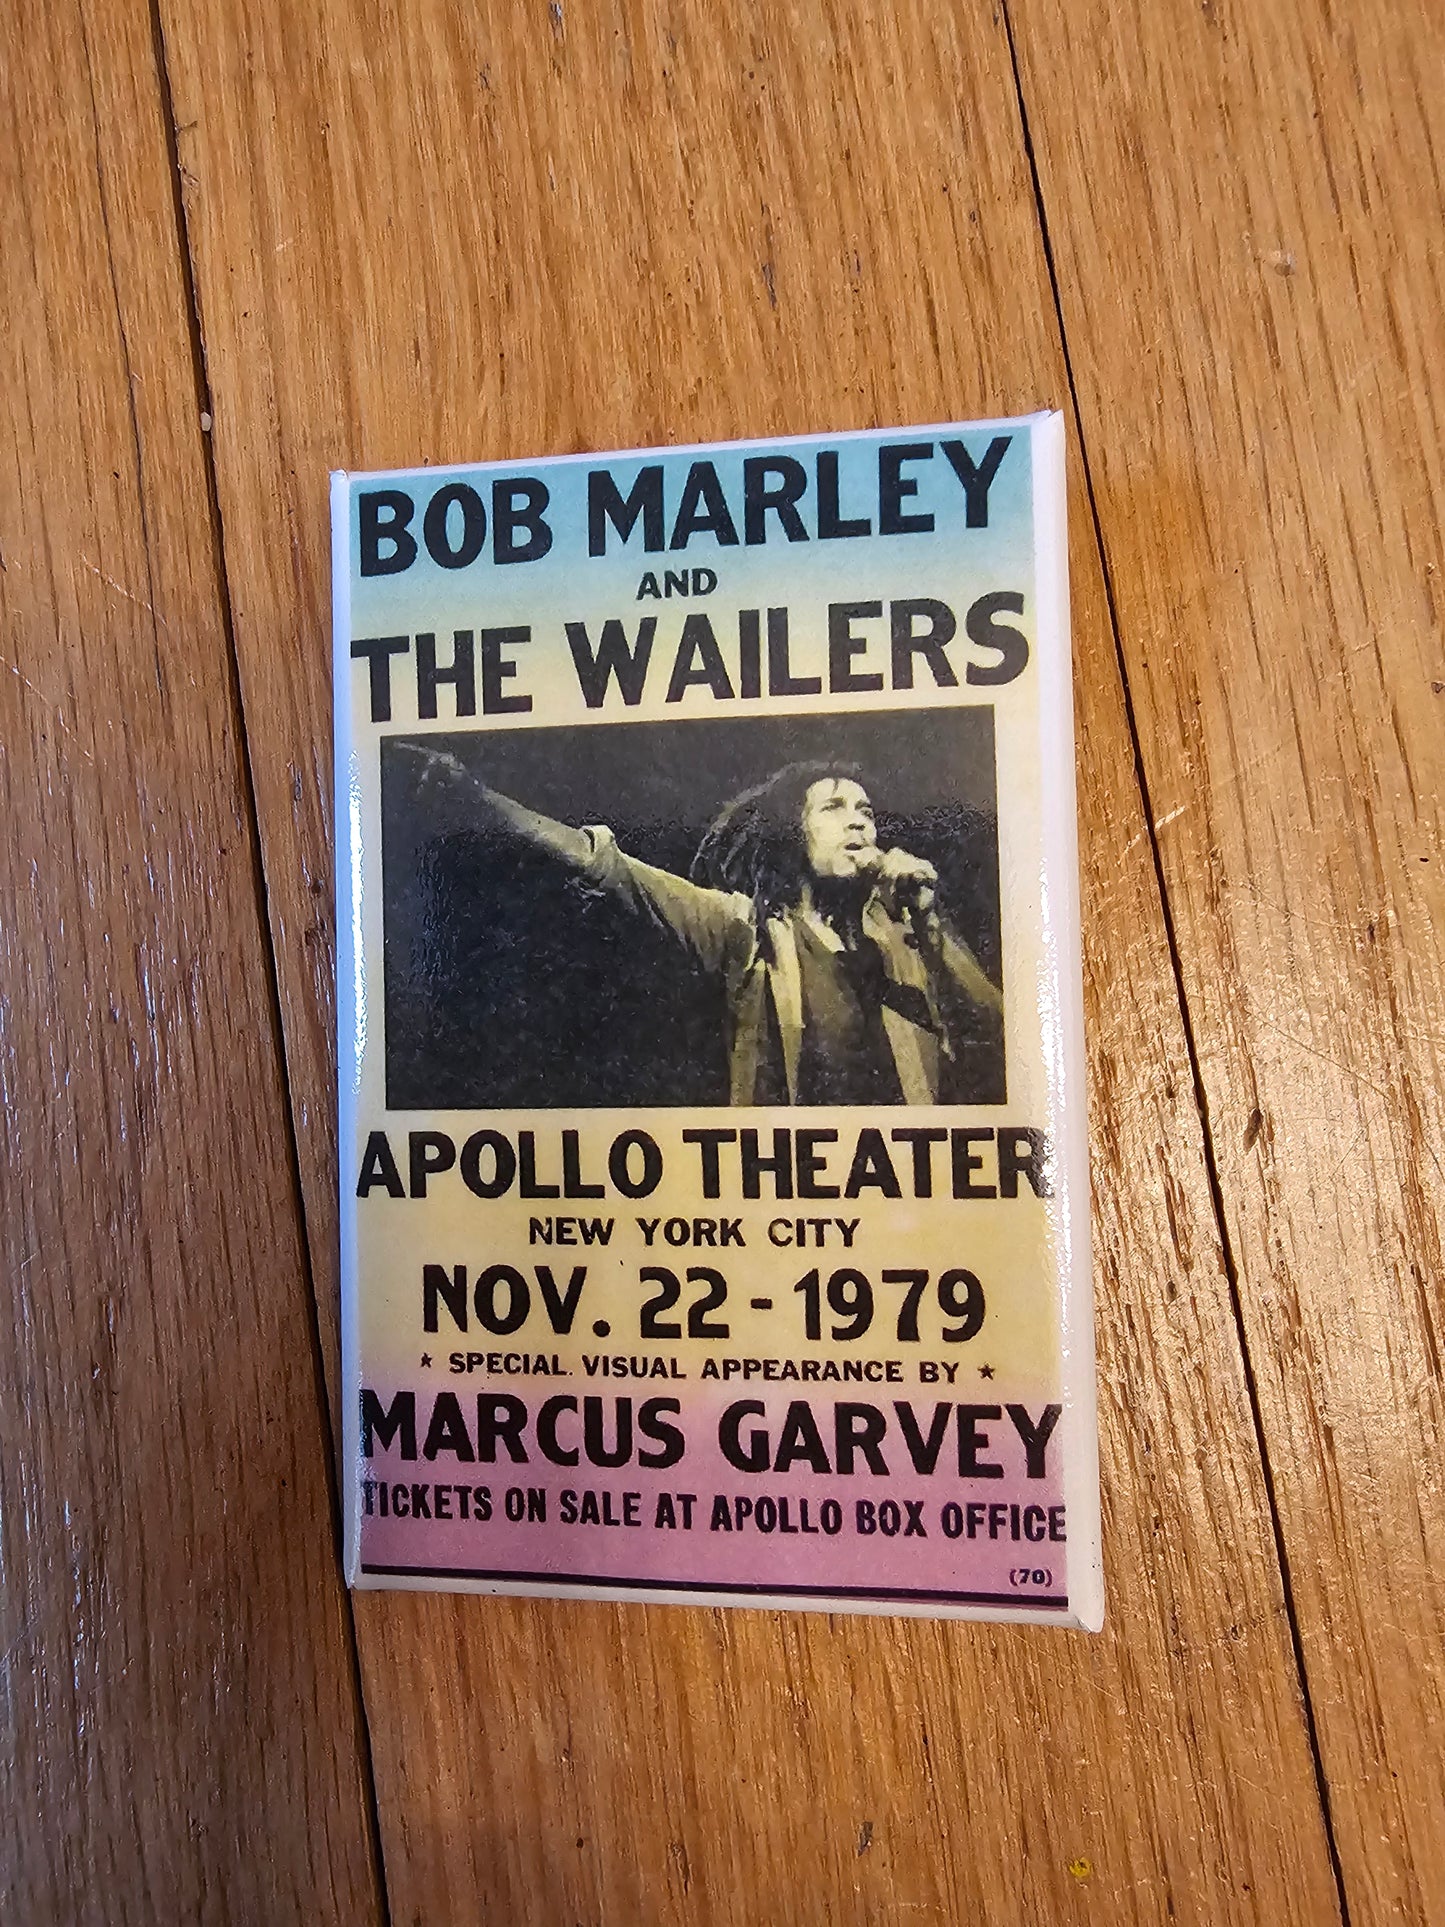 BOB MARLEY
AND
THE WAILERS
APOLLO THEATER
NEW YORK CITY
NOV. 22 - 1979
★ SPECIAL VISUAL APPEARANCE BY ★
MARCUS GARVEY
TICKETS ON SALE AT APOLLO BOX OFFICE
(70)